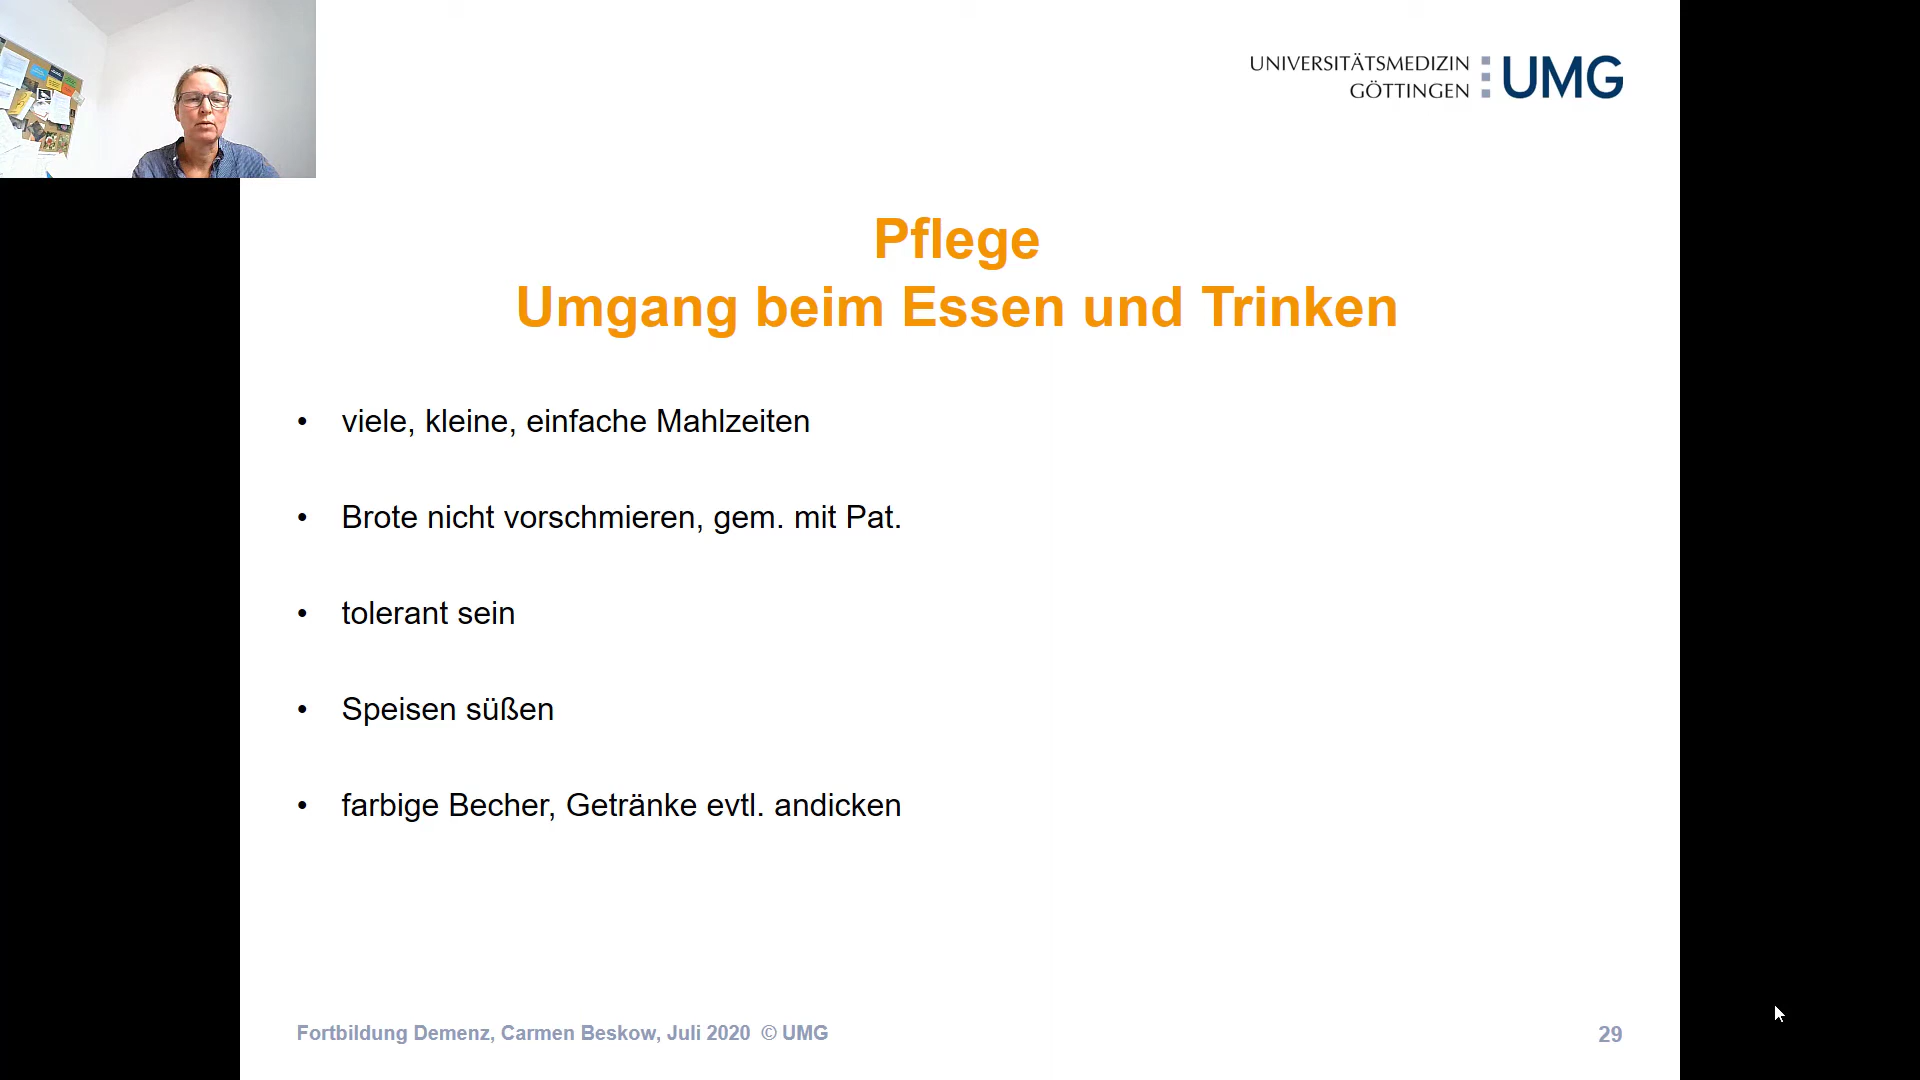 UNIVERSITÄTSMEDIZIN
GÖTTINGEN
UMG
Pflege
Umgang beim Essen und Trinken
• viele, kleine, einfache Mahlzeiten
• Brote nicht vorschmieren, gem. mit Pat.
• tolerant sein
• Speisen süßen
• farbige Becher, Getränke evtl. andicken
Fortbildung Demenz, Carmen Beskow, Juli 2020 © UMG
29